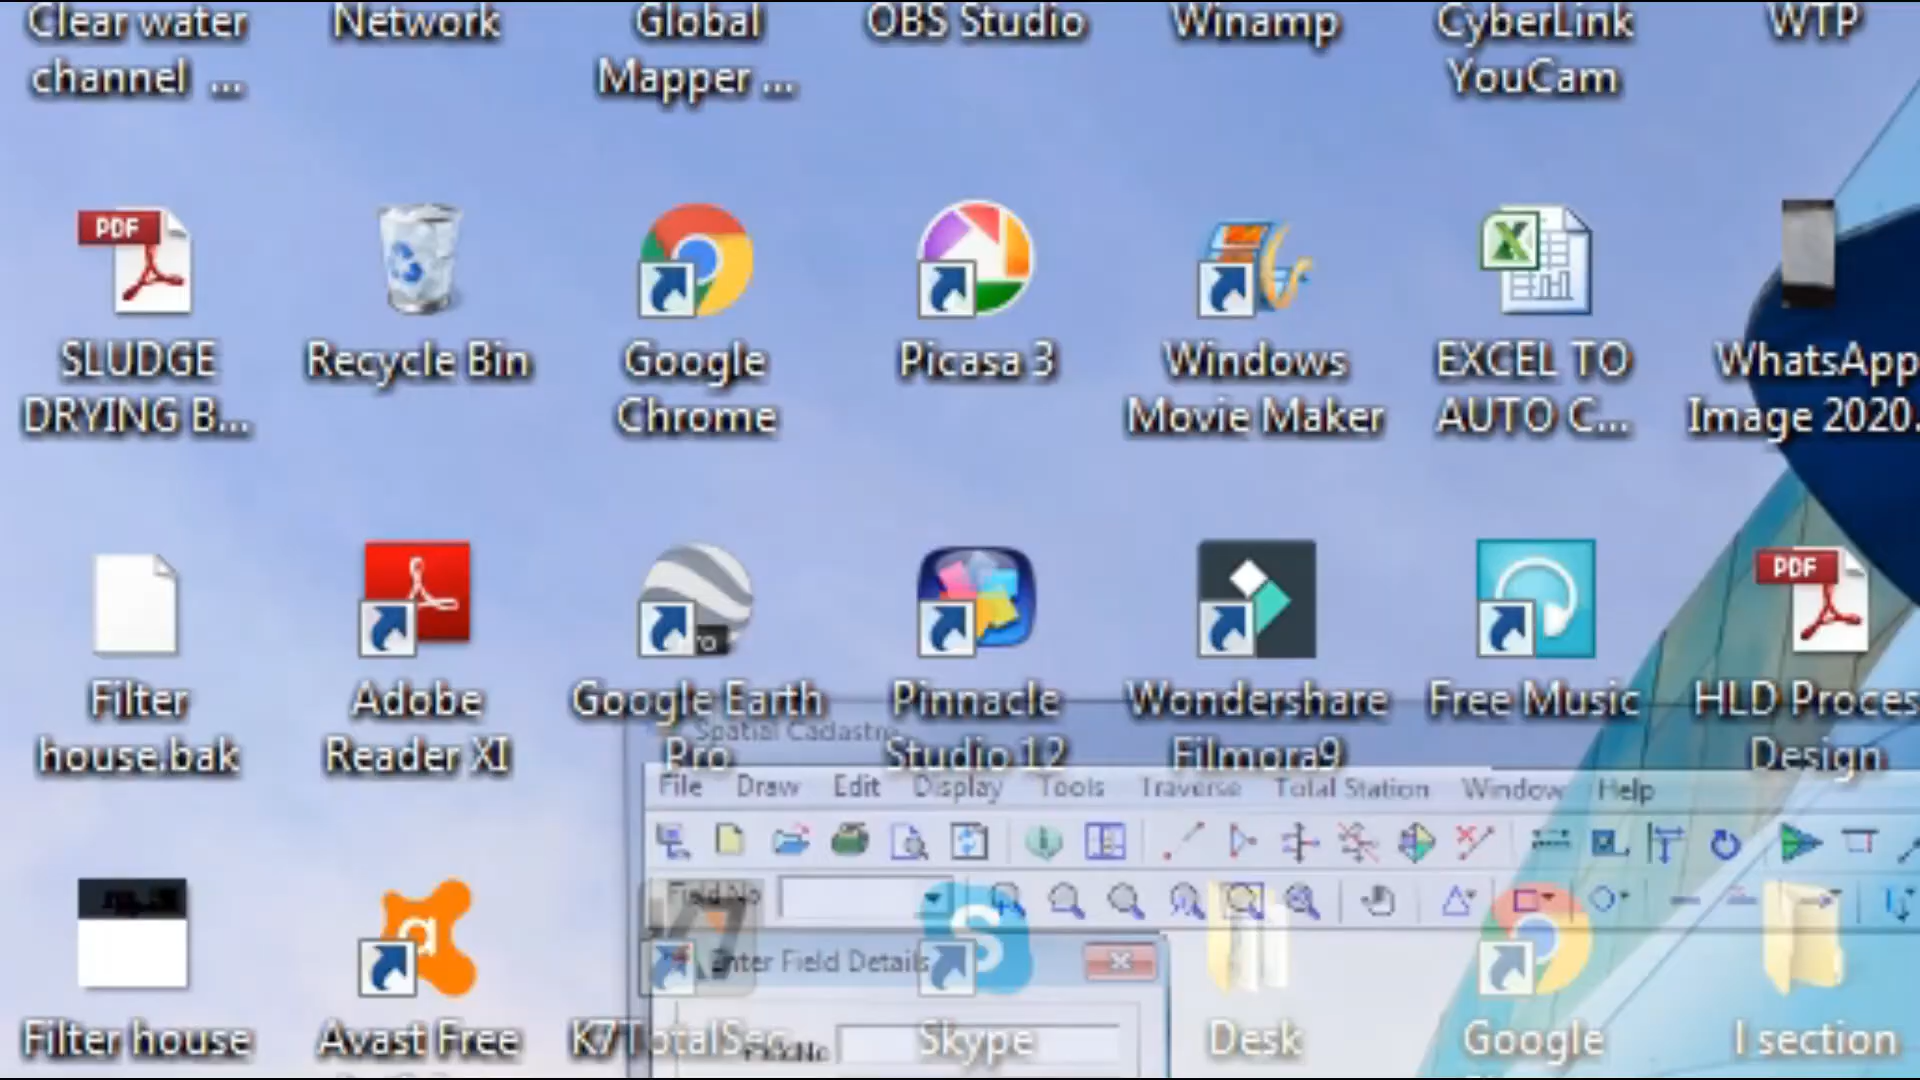 Clear water
channel ...
Network
Global
Mapper ...
OBS Studio
Winamp
CyberLink
YouCam
WTP
PDF
SLUDGE
DRYING B...
Recycle Bin
Google
Chrome
Picasa 3
Windows
Movie Maker
EXCEL TO
AUTO C...
WhatsApp
Image 2020.
Filter
house.bak
Adobe
Reader XI
Google Earth
Pro
Pinnacle
Studio 12
Wondershare
Filmora9
Free Music
PDF
HLD Proces
Design
Spatial Cadastre
File Draw Edit Display Tools Traverse Total Station Window Help
Field No
Enter Field Details
Filter house
Avast Free
K7TotalSec
Skype
Desk
Google
I section